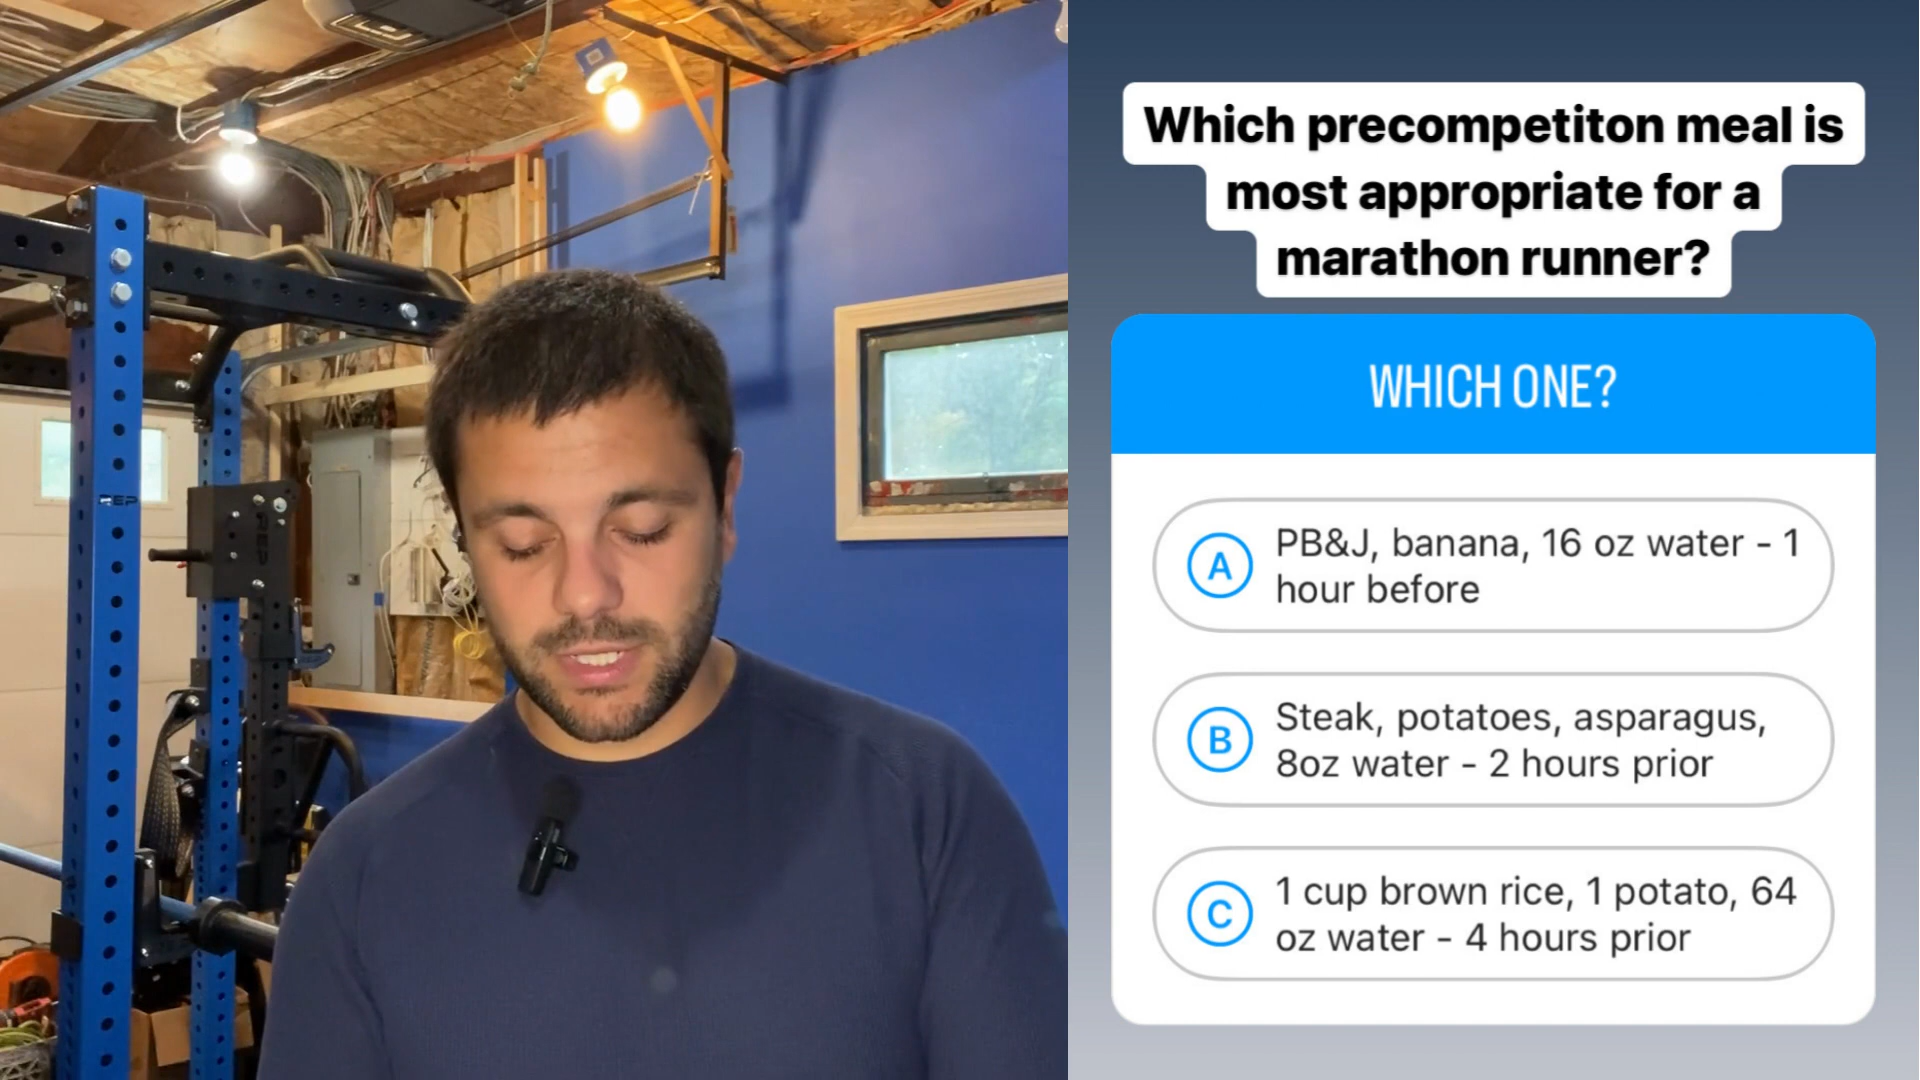 Which precompetiton meal is
most appropriate for a
marathon runner?
WHICH ONE?
A
PB&J, banana, 16 oz water - 1
hour before
B
Steak, potatoes, asparagus,
8oz water - 2 hours prior
C
1 cup brown rice, 1 potato, 64
oz water - 4 hours prior
REP
REP